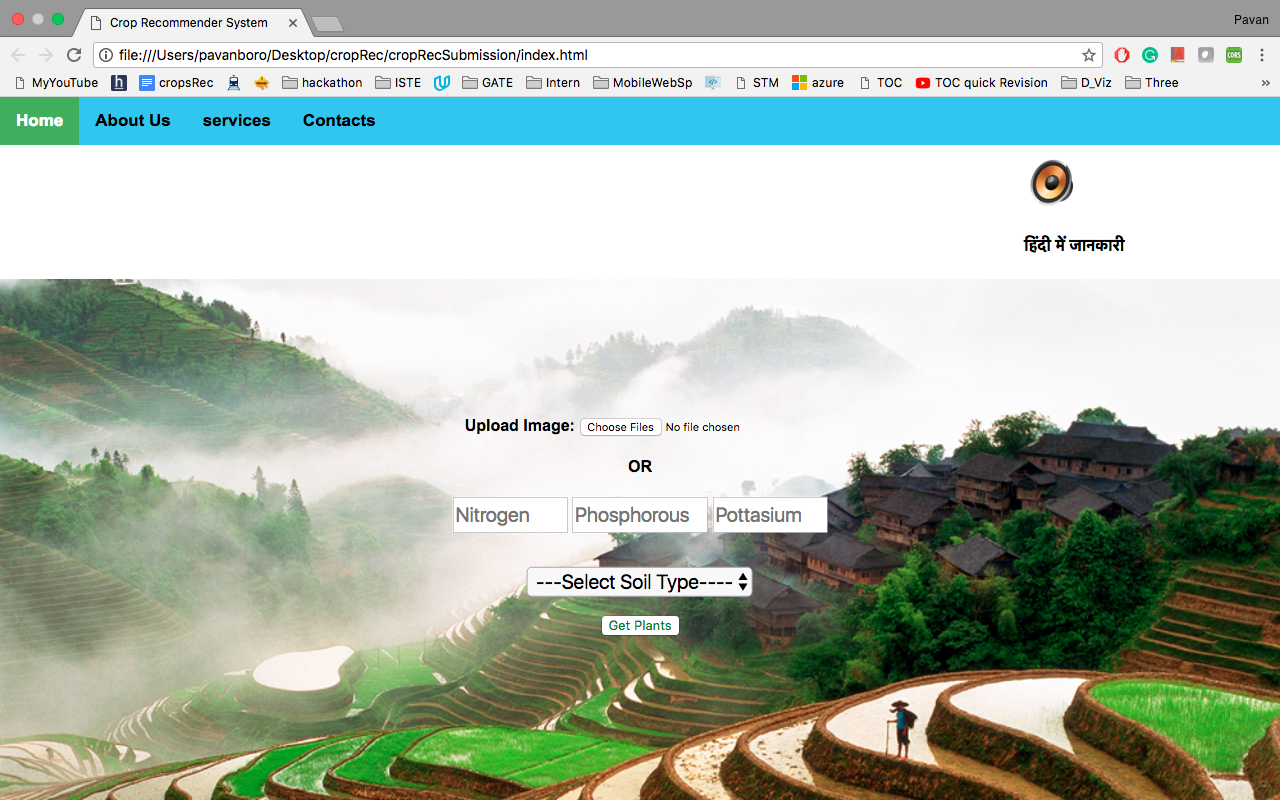 Crop Recommender System
Pavan
file:///Users/pavanboro/Desktop/cropRec/cropRecSubmission/index.html
CORS
MyYouTube h cropsRec hackathon ISTE GATE Intern MobileWebSp STM azure TOC TOC quick Revision D_Viz Three »
Home About Us services Contacts
हिंदी में जानकारी
Upload Image: Choose Files No file chosen
OR
Nitrogen Phosphorous Pottasium
---Select Soil Type----
Get Plants